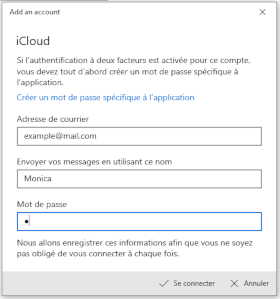 Add an account
iCloud
Si l'authentification à deux facteurs est activée pour ce compte,
vous devez tout d'abord créer un mot de passe spécifique à
l'application.
Créer un mot de passe spécifique à l'application
Adresse de courrier
example@mail.com
Envoyer vos messages en utilisant ce nom
Monica
Mot de passe
●
Nous allons enregistrer ces informations afin que vous ne soyez
pas obligé de vous connecter à chaque fois.
Se connecter
Annuler